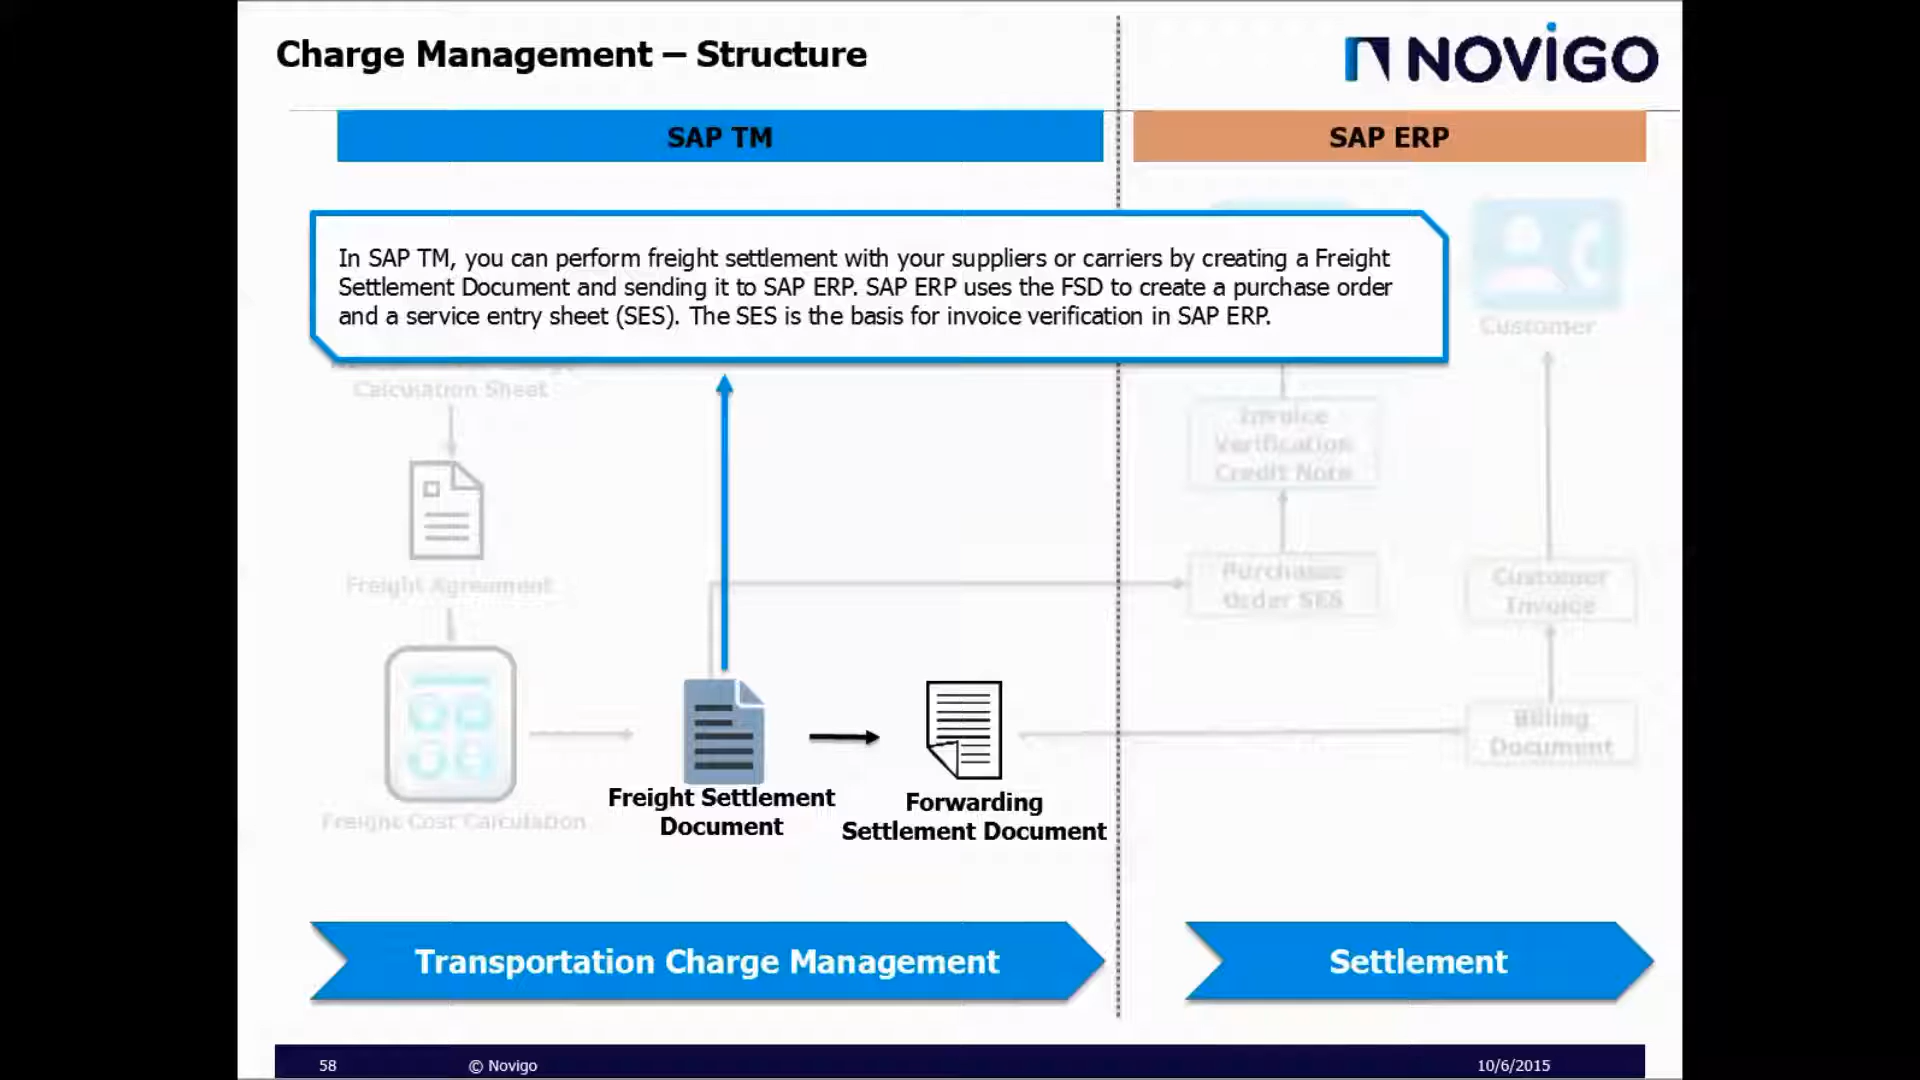 Charge Management – Structure
NOVIGO
SAP TM
SAP ERP
In SAP TM, you can perform freight settlement with your suppliers or carriers by creating a Freight
Settlement Document and sending it to SAP ERP. SAP ERP uses the FSD to create a purchase order
and a service entry sheet (SES). The SES is the basis for invoice verification in SAP ERP.
Customer
Calculation Sheet
Invoice
Verification
Credit Note
Freight Agreement
Purchase
Order SES
Customer
Invoice
Billing
Document
Freight Settlement
Document
Forwarding
Settlement Document
Freight Cost Calculation
Transportation Charge Management
Settlement
58
© Novigo
10/6/2015